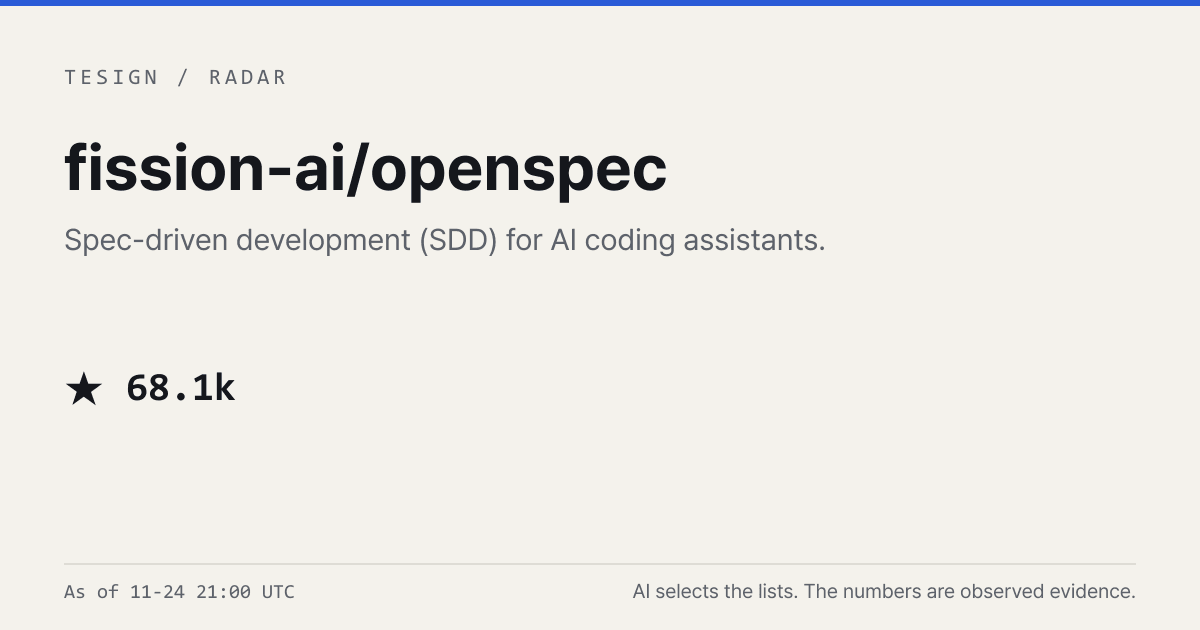 TESIGN / RADAR
fission-ai/openspec
Spec-driven development (SDD) for AI coding assistants.
★ 68.1k
As of 11-24 21:00 UTC
AI selects the lists. The numbers are observed evidence.